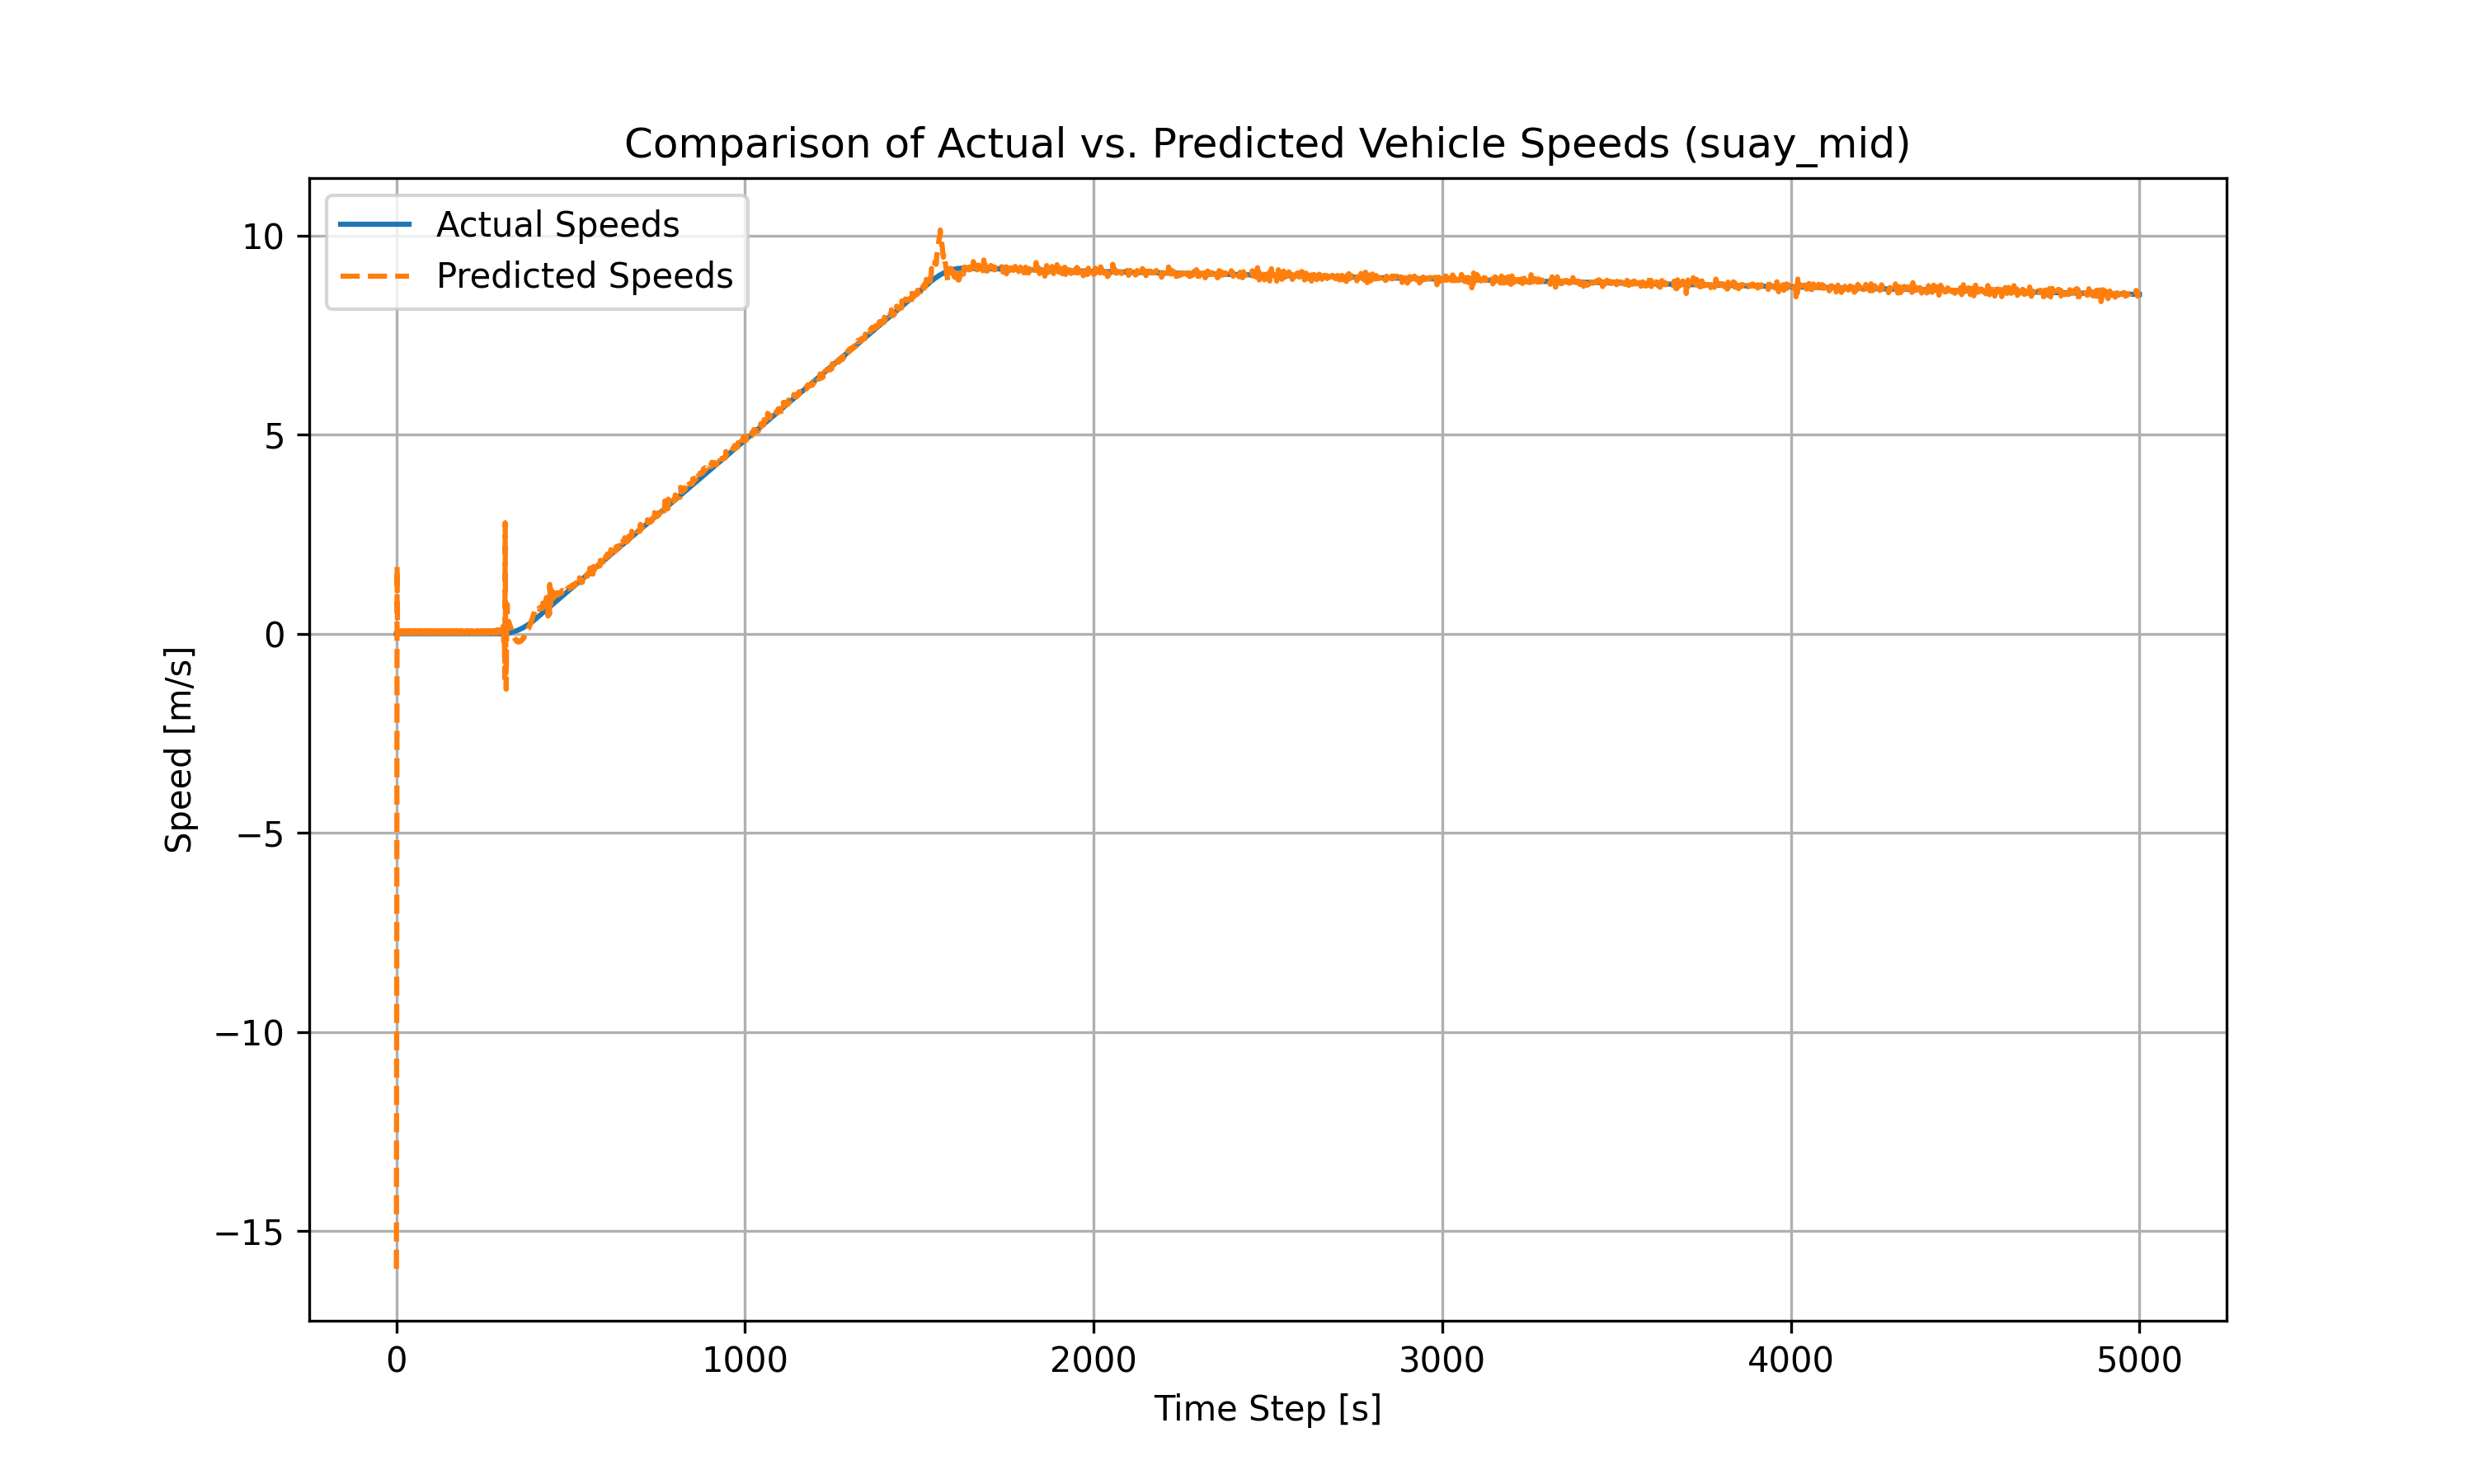 Comparison of Actual vs. Predicted Vehicle Speeds (suay_mid)
Actual Speeds
Predicted Speeds
10
5
0
−5
−10
−15
Speed [m/s]
0 1000 2000 3000 4000 5000
Time Step [s]